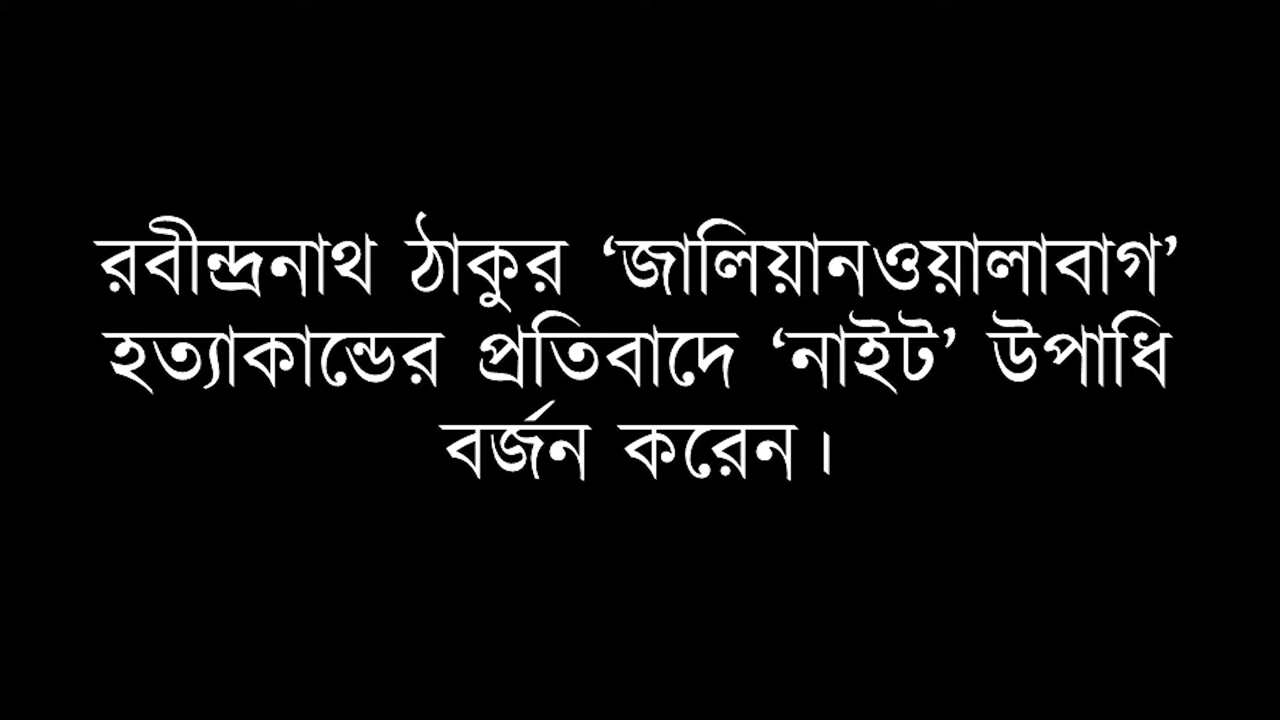 রবীন্দ্রনাথ ঠাকুর ‘জালিয়ানওয়ালাবাগ’
হত্যাকান্ডের প্রতিবাদে ‘নাইট’ উপাধি
বর্জন করেন।